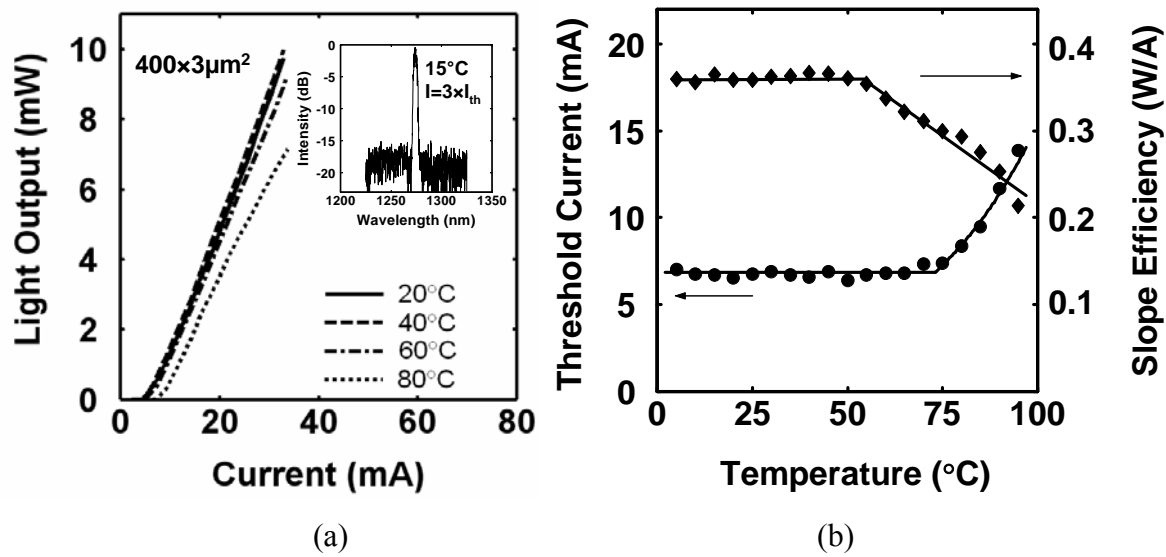 10
8
6
4
2
0
Light Output (mW)
400×3μm²
0
-5
-10
-15
-20
Intensity (dB)
15°C
I=3×Ith
1200
1250
1300
1350
Wavelength (nm)
20°C
40°C
60°C
80°C
0
20
40
60
80
Current (mA)
(a)
20
15
10
5
0
Threshold Current (mA)
0.4
0.3
0.2
0.1
0
Slope Efficiency (W/A)
0
25
50
75
100
Temperature (°C)
(b)